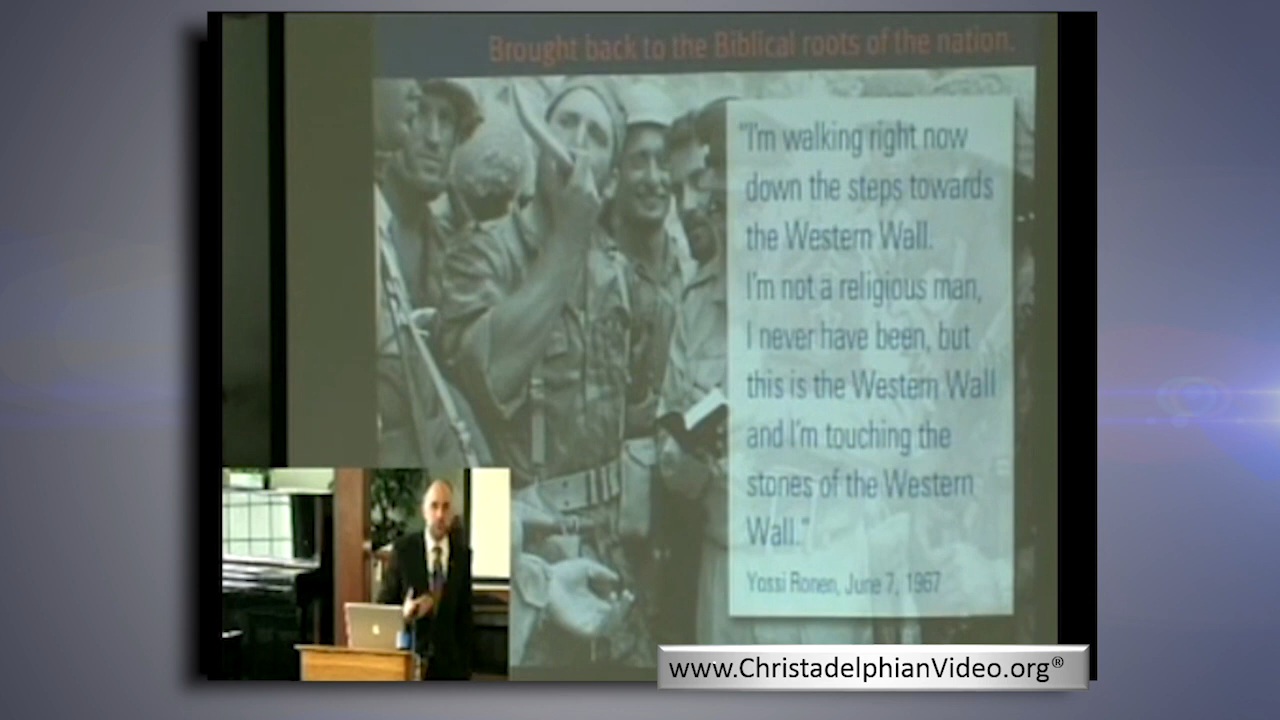 Brought back to the Biblical roots of the nation.
"I'm walking right now
down the steps towards
the Western Wall.
I'm not a religious man,
I never have been, but
this is the Western Wall
and I'm touching the
stones of the Western
Wall."
Yossi Ronen, June 7, 1967
www.ChristadelphianVideo.org®